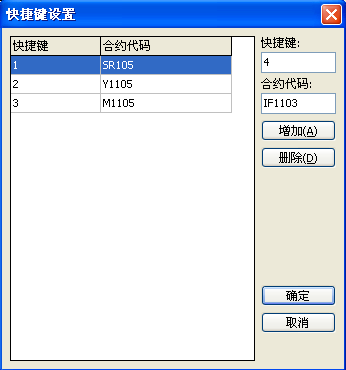 快捷键设置
快捷键 合约代码
1 SR105
2 Y1105
3 M1105
快捷键:
4
合约代码:
IF1103
增加(A)
删除(D)
确定
取消